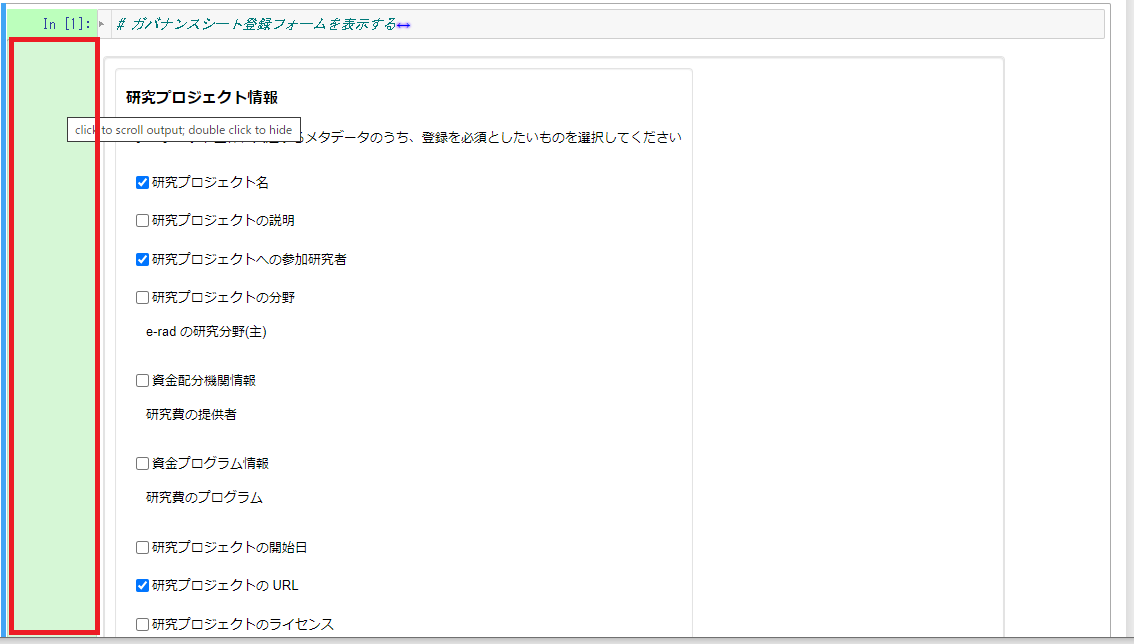 In [1]:
# ガバナンスシート登録フォームを表示する
研究プロジェクト情報
click to scroll output; double click to hide
るメタデータのうち、登録を必須としたいものを選択してください
研究プロジェクト名
研究プロジェクトの説明
研究プロジェクトへの参加研究者
研究プロジェクトの分野
e-rad の研究分野(主)
資金配分機関情報
研究費の提供者
資金プログラム情報
研究費のプログラム
研究プロジェクトの開始日
研究プロジェクトの URL
研究プロジェクトのライセンス